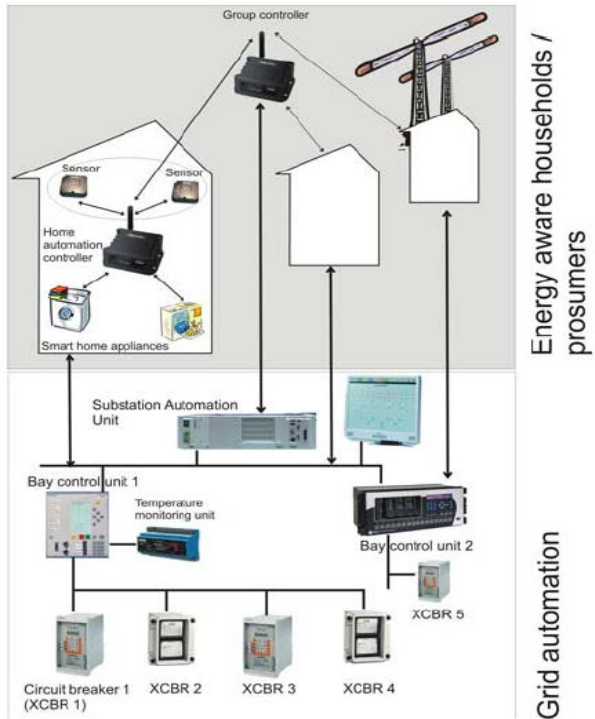 Group controller
Sensor
Sensor
Home
automation
controller
Smart home appliances
Energy aware households /
prosumers
Substation Automation
Unit
Bay control unit 1
Temperature
monitoring unit
Bay control unit 2
XCBR 5
Circuit breaker 1
(XCBR 1)
XCBR 2
XCBR 3
XCBR 4
Grid automation